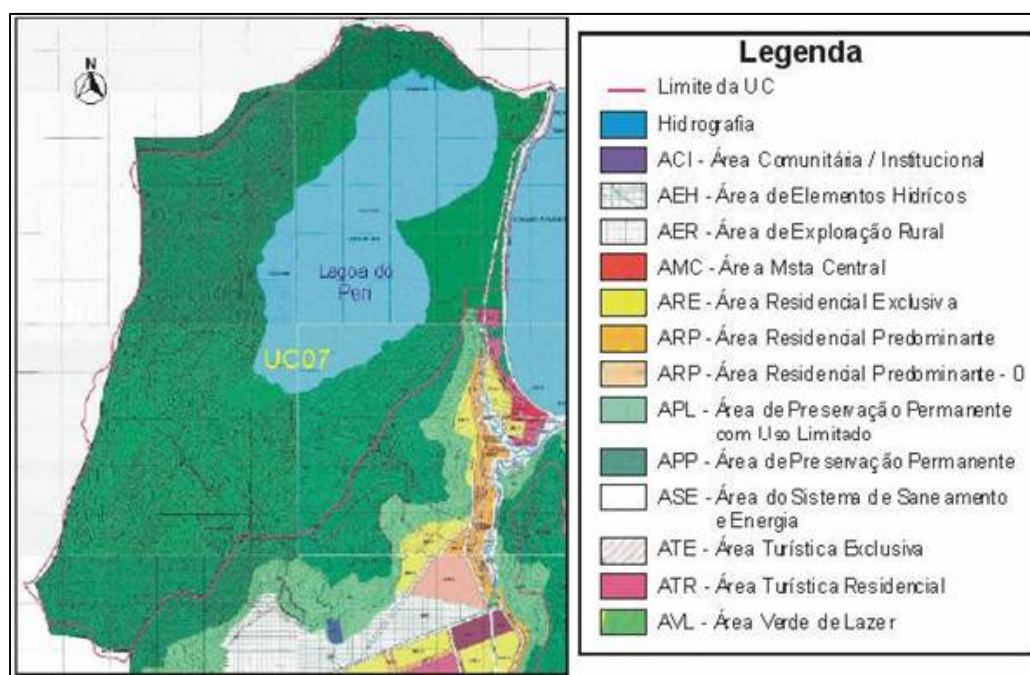 N
Lagoa do
Peri
UC07
Legenda
Limite da UC
Hidrografia
ACI - Área Comunitária / Institucional
AEH - Área de Elementos Hídricos
AER - Área de Exploração Rural
AMC - Área Msta Central
ARE - Área Residencial Exclusiva
ARP - Área Residencial Predominante
ARP - Área Residencial Predominante - 0
APL - Área de Preservação Permanente
com Uso Limitado
APP - Área de Preservação Permanente
ASE - Área do Sistema de Saneamento
e Energia
ATE - Área Turística Exclusiva
ATR - Área Turística Residencial
AVL - Área Verde de Lazer